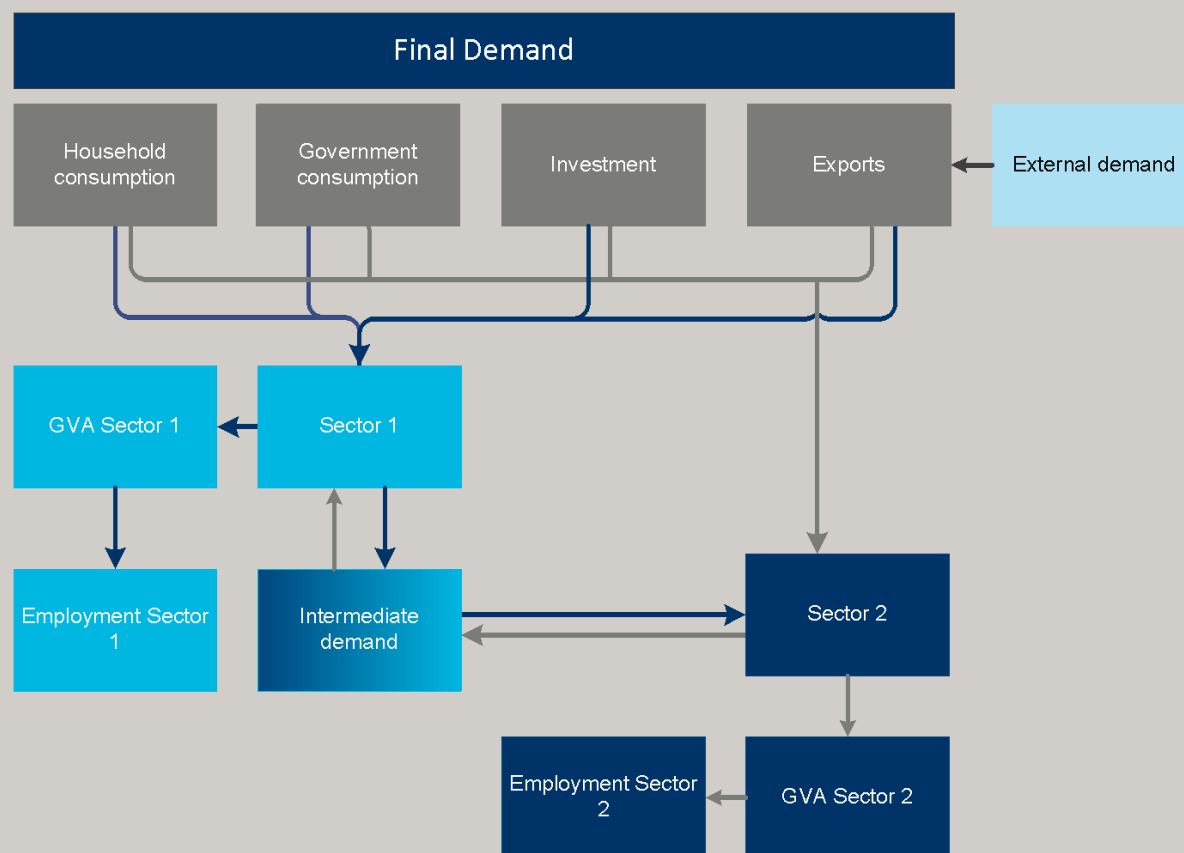 Final Demand
Household
consumption
Government
consumption
Investment
Exports
External demand
GVA Sector 1
Sector 1
Employment Sector
1
Intermediate
demand
Sector 2
Employment Sector
2
GVA Sector 2